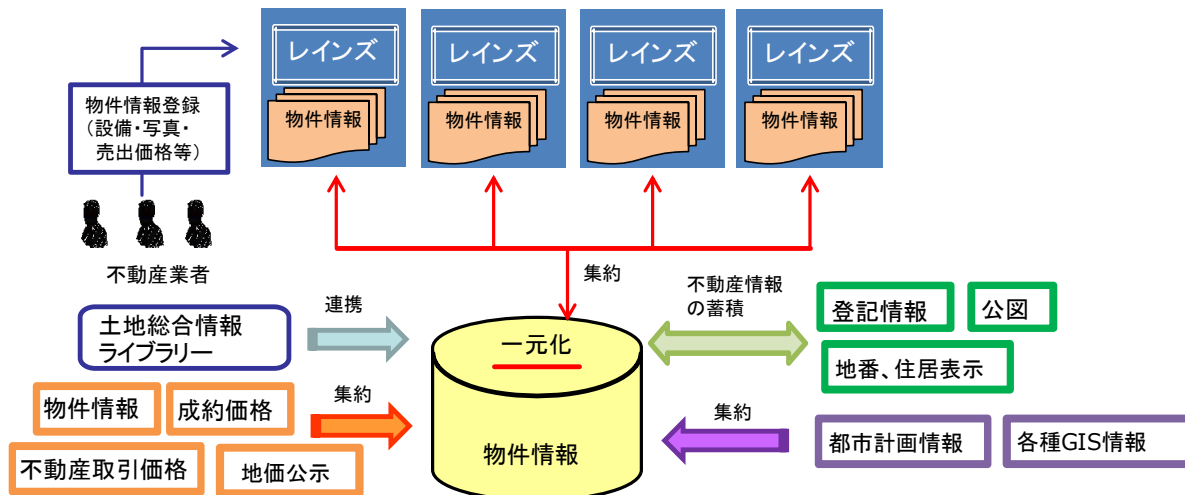 レインズ
レインズ
レインズ
レインズ
物件情報
物件情報
物件情報
物件情報
物件情報登録
（設備・写真・
売出価格等）
不動産業者
集約
不動産情報
の蓄積
連携
土地総合情報
ライブラリー
一元化
登記情報
公図
地番、住居表示
物件情報
成約価格
集約
不動産取引価格
地価公示
物件情報
集約
都市計画情報
各種GIS情報